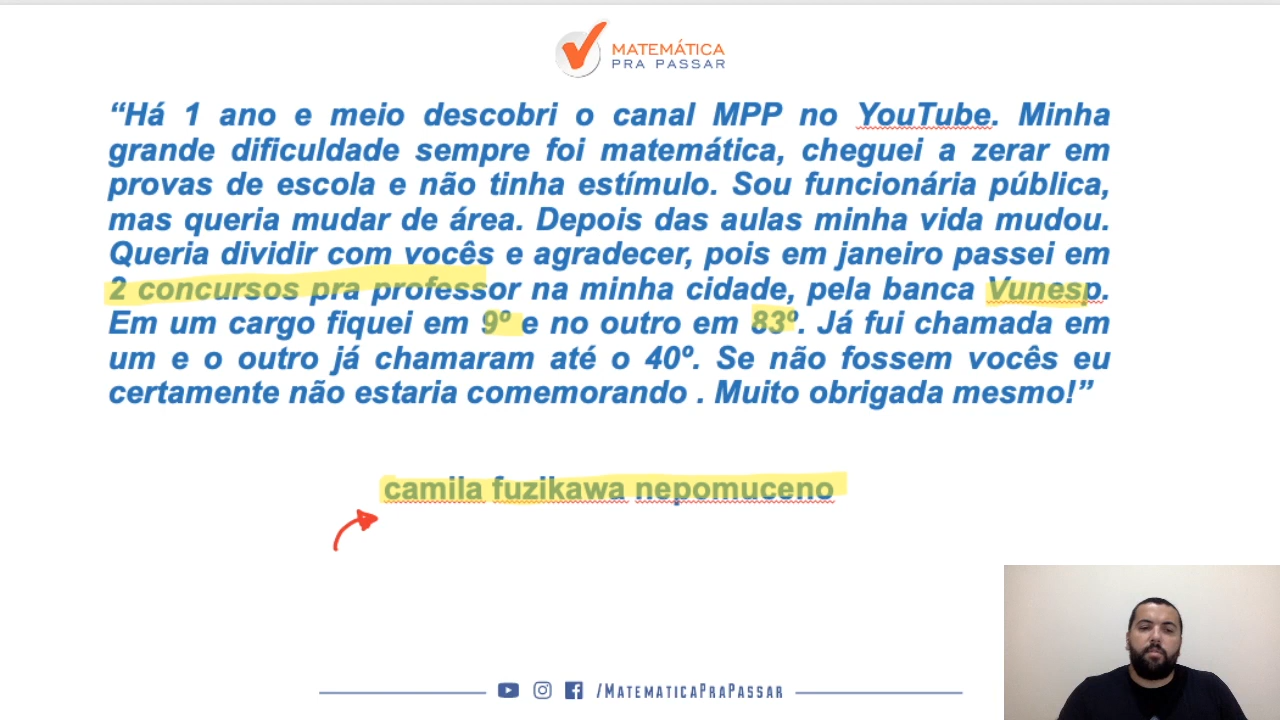 MATEMÁTICA
PRA PASSAR
“Há 1 ano e meio descobri o canal MPP no YouTube. Minha
grande dificuldade sempre foi matemática, cheguei a zerar em
provas de escola e não tinha estímulo. Sou funcionária pública,
mas queria mudar de área. Depois das aulas minha vida mudou.
Queria dividir com vocês e agradecer, pois em janeiro passei em
2 concursos pra professor na minha cidade, pela banca Vunesp.
Em um cargo fiquei em 9º e no outro em 83º. Já fui chamada em
um e o outro já chamaram até o 40º. Se não fossem vocês eu
certamente não estaria comemorando . Muito obrigada mesmo!”
camila fuzikawa nepomuceno
/MATEMATICAPRAPASSAR